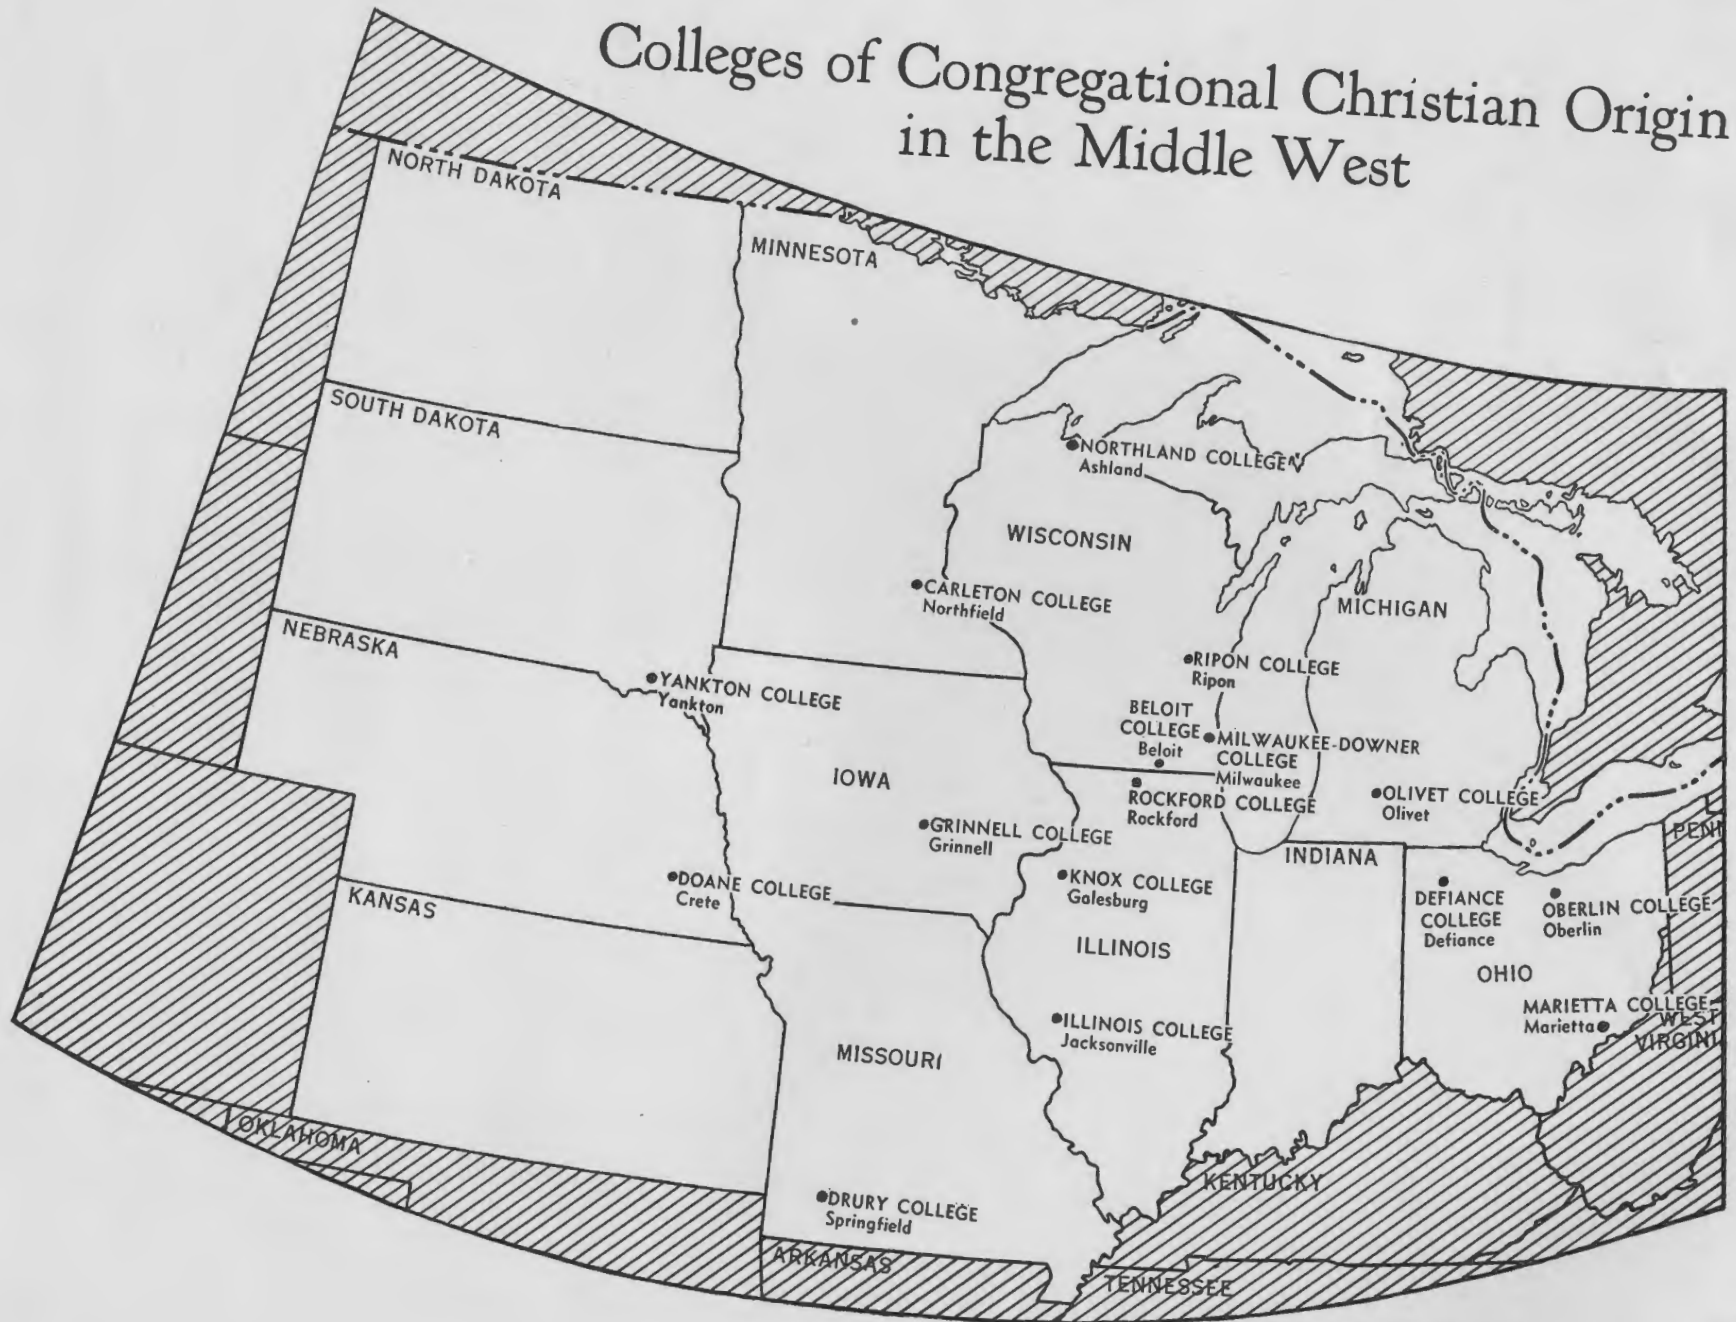 Colleges of Congregational Christian Origin
in the Middle West
NORTH DAKOTA
MINNESOTA
SOUTH DAKOTA
NORTHLAND COLLEGE
Ashland
WISCONSIN
CARLETON COLLEGE
Northfield
MICHIGAN
NEBRASKA
RIPON COLLEGE
Ripon
YANKTON COLLEGE
Yankton
BELOIT
COLLEGE
Beloit
MILWAUKEE-DOWNER
COLLEGE
Milwaukee
IOWA
ROCKFORD COLLEGE
Rockford
OLIVET COLLEGE
Olivet
GRINNELL COLLEGE
Grinnell
PENN
INDIANA
DOANE COLLEGE
Crete
KNOX COLLEGE
Galesburg
KANSAS
DEFIANCE
COLLEGE
Defiance
OBERLIN COLLEGE
Oberlin
ILLINOIS
OHIO
MARIETTA COLLEGE
Marietta
WEST
VIRGINI
ILLINOIS COLLEGE
Jacksonville
MISSOURI
OKLAHOMA
KENTUCKY
DRURY COLLEGE
Springfield
ARKANSAS
TENNESSEE